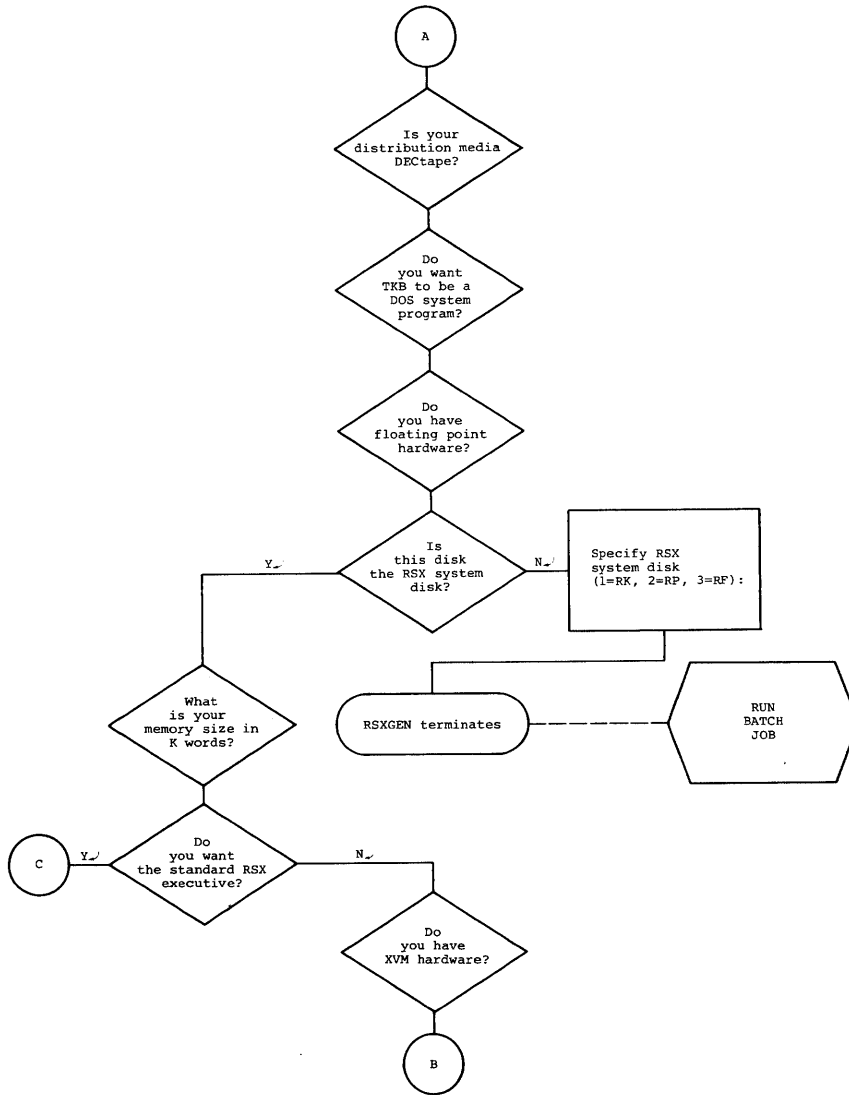 A
Is your
distribution media
DECtape?
Do
you want
TKB to be a
DOS system
program?
Do
you have
floating point
hardware?
Is
this disk
the RSX system
disk?
Y
N
Specify RSX
system disk
(1=RK, 2=RP, 3=RF):
What
is your
memory size in
K words?
RSXGEN terminates
RUN
BATCH
JOB
Do
you want
the standard RSX
executive?
Y
C
N
Do
you have
XVM hardware?
B